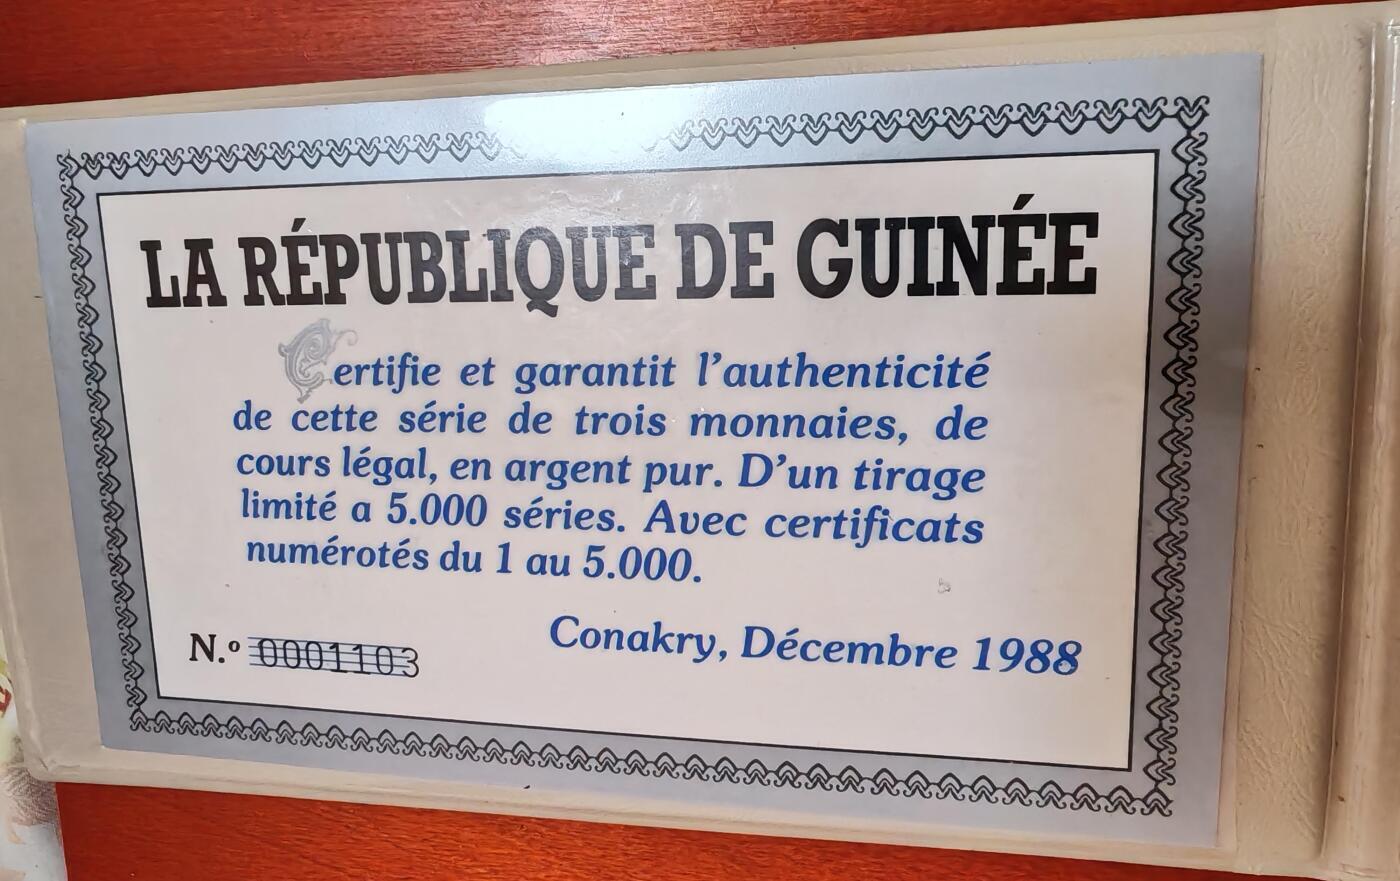 LA RÉPUBLIQUE DE GUINÉE
Certifie et garantit l'authenticité
de cette série de trois monnaies, de
cours légal, en argent pur. D'un tirage
limité a 5.000 séries. Avec certificats
numérotés du 1 au 5.000.
N.º 0001103
Conakry, Décembre 1988